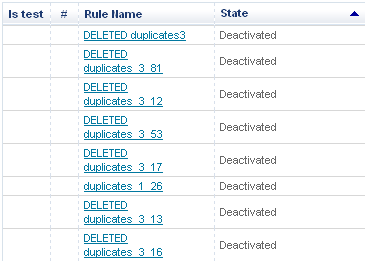 Is test # Rule Name State
DELETED duplicates3 Deactivated
DELETED
duplicates_3_81 Deactivated
DELETED
duplicates_3_12 Deactivated
DELETED
duplicates_3_53 Deactivated
DELETED
duplicates_3_17 Deactivated
duplicates_1_26 Deactivated
DELETED
duplicates_3_13 Deactivated
DELETED
duplicates_3_16 Deactivated